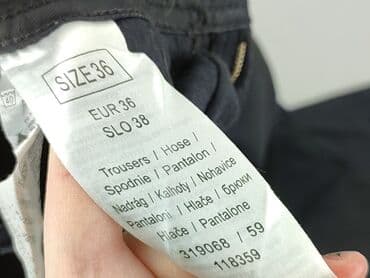 SIZE 36
EUR 36
SLO 38
Trousers / Hose /
Spodnie / Pantalon /
Nadrág / Kalhoty / Nohavice
Pantaloni / Hlače / брюки
Hlače / Pantalone
319068 / 59
118359